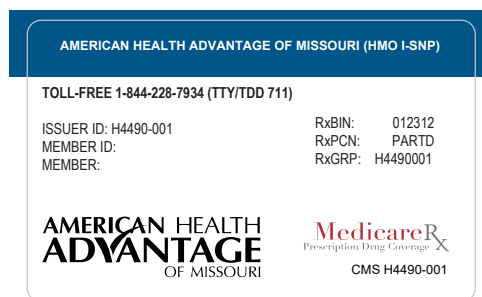 AMERICAN HEALTH ADVANTAGE OF MISSOURI (HMO I-SNP)
TOLL-FREE 1-844-228-7934 (TTY/TDD 711)
ISSUER ID: H4490-001
MEMBER ID:
MEMBER:
RxBIN: 012312
RxPCN: PARTD
RxGRP: H4490001
AMERICAN HEALTH
ADVANTAGE
OF MISSOURI
MedicareRx
Prescription Drug Coverage
CMS H4490-001